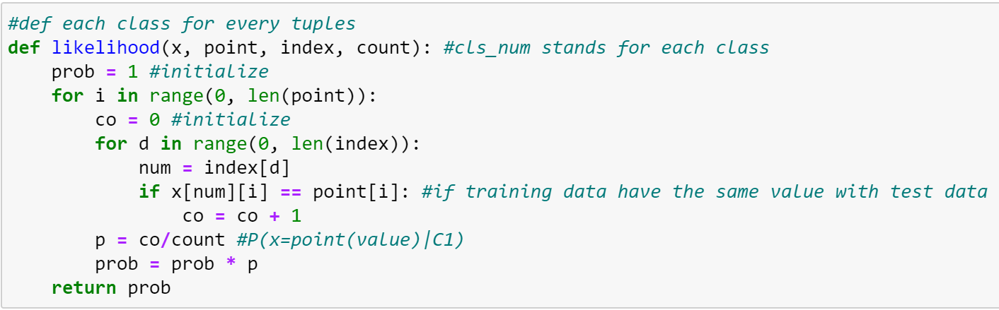 #def each class for every tuples
def likelihood(x, point, index, count): #cls_num stands for each class
    prob = 1 #initialize
    for i in range(0, len(point)):
        co = 0 #initialize
        for d in range(0, len(index)):
            num = index[d]
            if x[num][i] == point[i]: #if training data have the same value with test data
                co = co + 1
        p = co/count #P(x=point(value)|C1)
        prob = prob * p
    return prob